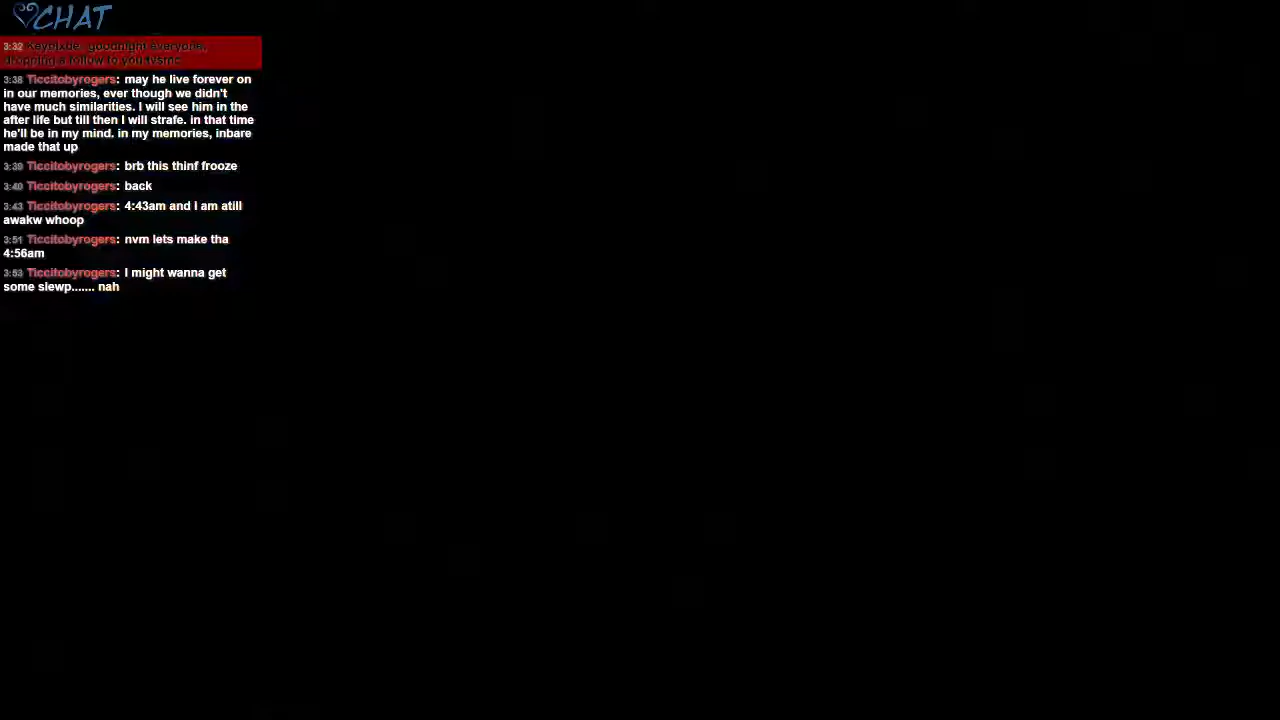 CHAT
3:32 goodnight everyone,
dropping a follow to you
3:38 Ticcitobyrogers: may he live forever on
in our memories, ever though we didn't
have much similarities. I will see him in the
after life but till then I will strafe. in that time
he'll be in my mind. in my memories, inbare
made that up
3:39 Ticcitobyrogers: brb this thinf frooze
3:40 Ticcitobyrogers: back
3:43 Ticcitobyrogers: 4:43am and I am atill
awakw whoop
3:51 Ticcitobyrogers: nvm lets make tha
4:56am
3:53 Ticcitobyrogers: I might wanna get
some slewp....... nah